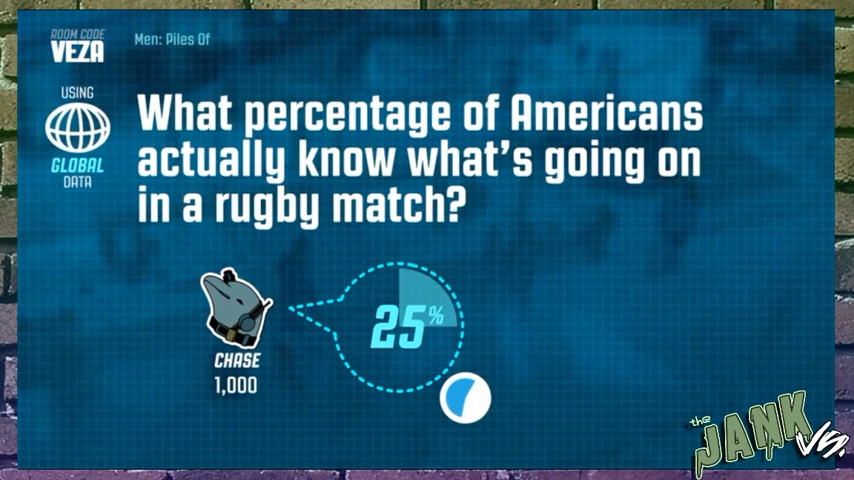 ROOM CODE
VEZA
Men: Piles Of
USING
GLOBAL
DATA
What percentage of Americans
actually know what's going on
in a rugby match?
25%
CHASE
1,000
the
JANK
VS.